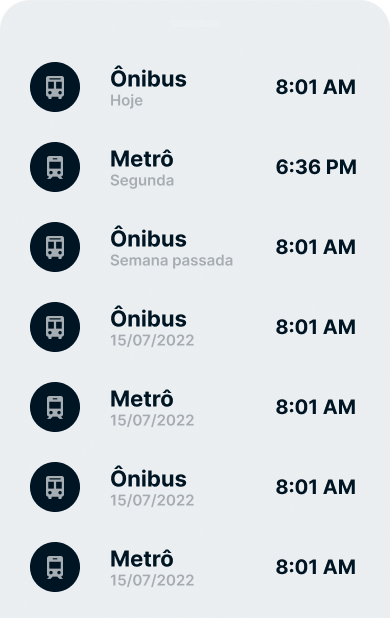 Ônibus
Hoje
8:01 AM
Metrô
Segunda
6:36 PM
Ônibus
Semana passada
8:01 AM
Ônibus
15/07/2022
8:01 AM
Metrô
15/07/2022
8:01 AM
Ônibus
15/07/2022
8:01 AM
Metrô
15/07/2022
8:01 AM